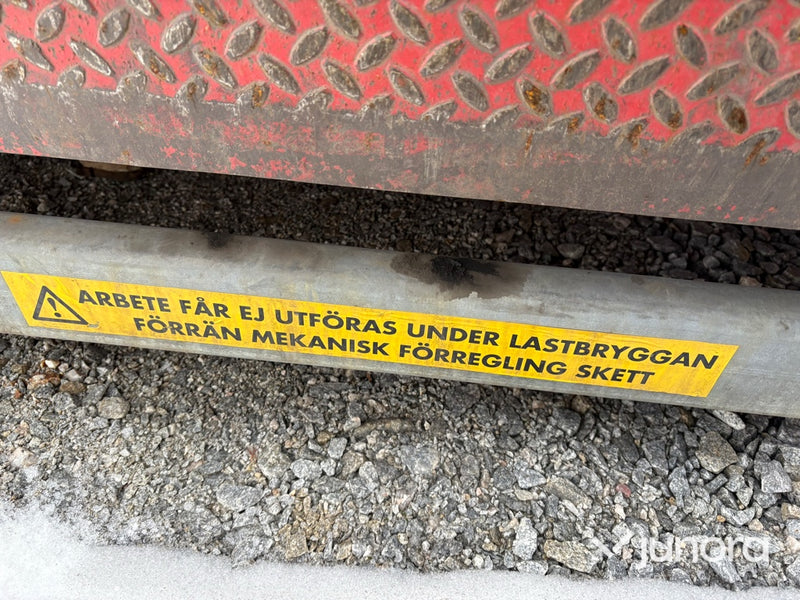 ARBETE FÅR EJ UTFÖRAS UNDER LASTBRYGGAN
FÖRRÄN MEKANISK FÖRREGLING SKETT
junora